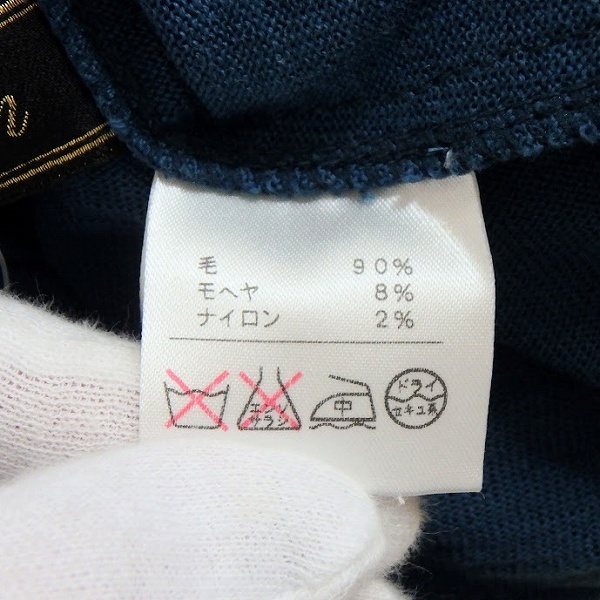 毛 90%
モヘヤ 8%
ナイロン 2%
エンソ
サラシ
中
ドライ
セキユ系